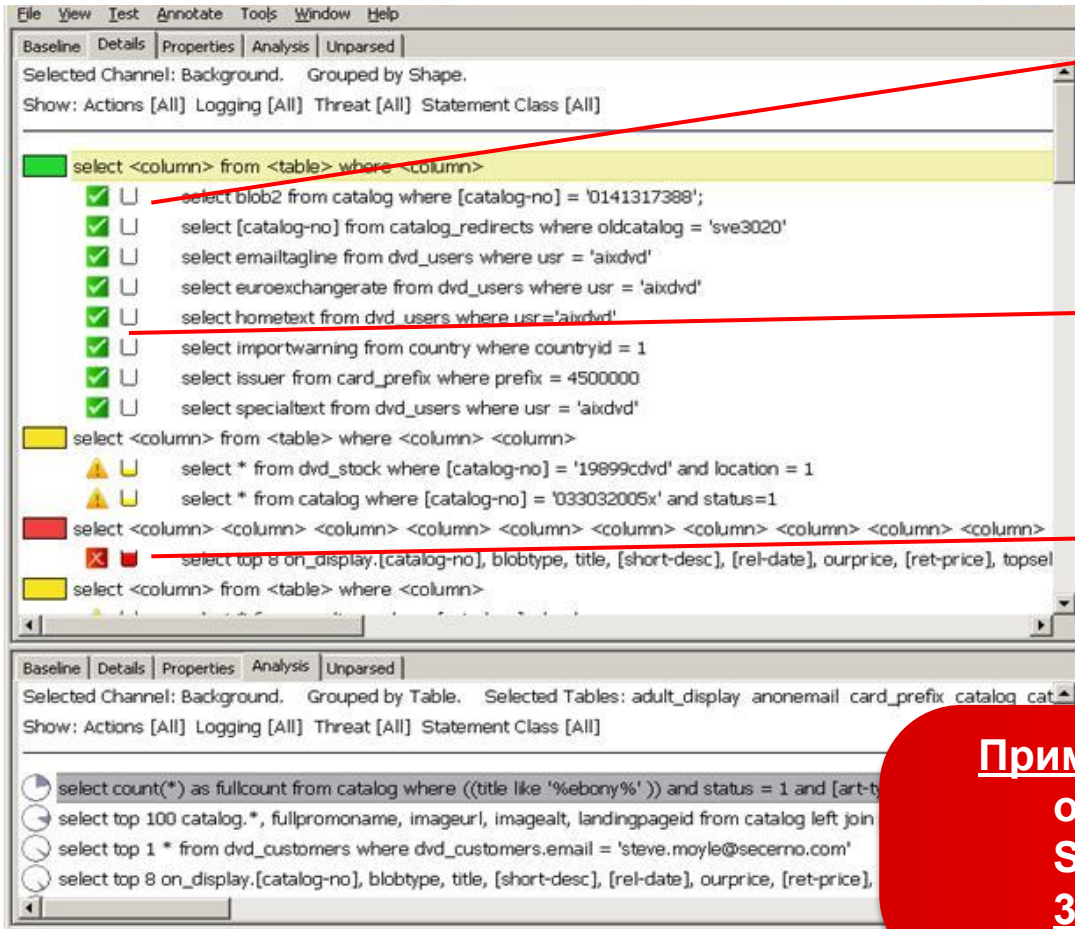 File View Test Annotate Tools Window Help
Baseline Details Properties Analysis Unparsed
Selected Channel: Background. Grouped by Shape.
Show: Actions [All] Logging [All] Threat [All] Statement Class [All]
select <column> from <table> where <column>
select blob2 from catalog where [catalog-no] = '0141317388';
select [catalog-no] from catalog_redirects where oldcatalog = 'sve3020'
select emailtagline from dvd_users where usr = 'aixdvd'
select euroexchangerate from dvd_users where usr = 'aixdvd'
select hometext from dvd_users where usr='aixdvd'
select importwarning from country where countryid = 1
select issuer from card_prefix where prefix = 4500000
select specialtext from dvd_users where usr = 'aixdvd'
select <column> from <table> where <column> <column>
select * from dvd_stock where [catalog-no] = '19899cdvd' and location = 1
select * from catalog where [catalog-no] = '033032005x' and status=1
select <column> <column> <column> <column> <column> <column> <column> <column> <column>
select top 8 on_display.[catalog-no], blobtype, title, [short-desc], [rel-date], ourprice, [ret-price], topsel
select <column> from <table> where <column>
Baseline Details Properties Analysis Unparsed
Selected Channel: Background. Grouped by Table. Selected Tables: adult_display anonemail card_prefix catalog cat
Show: Actions [All] Logging [All] Threat [All] Statement Class [All]
select count(*) as fullcount from catalog where ((title like '%ebony%' )) and status = 1 and [art-ty
select top 100 catalog.*, fullpromoname, imageurl, imagealt, landingpageid from catalog left join
select top 1 * from dvd_customers where dvd_customers.email = 'steve.moyle@secerno.com'
select top 8 on_display.[catalog-no], blobtype, title, [short-desc], [rel-date], ourprice, [ret-price],
Прим
о
S